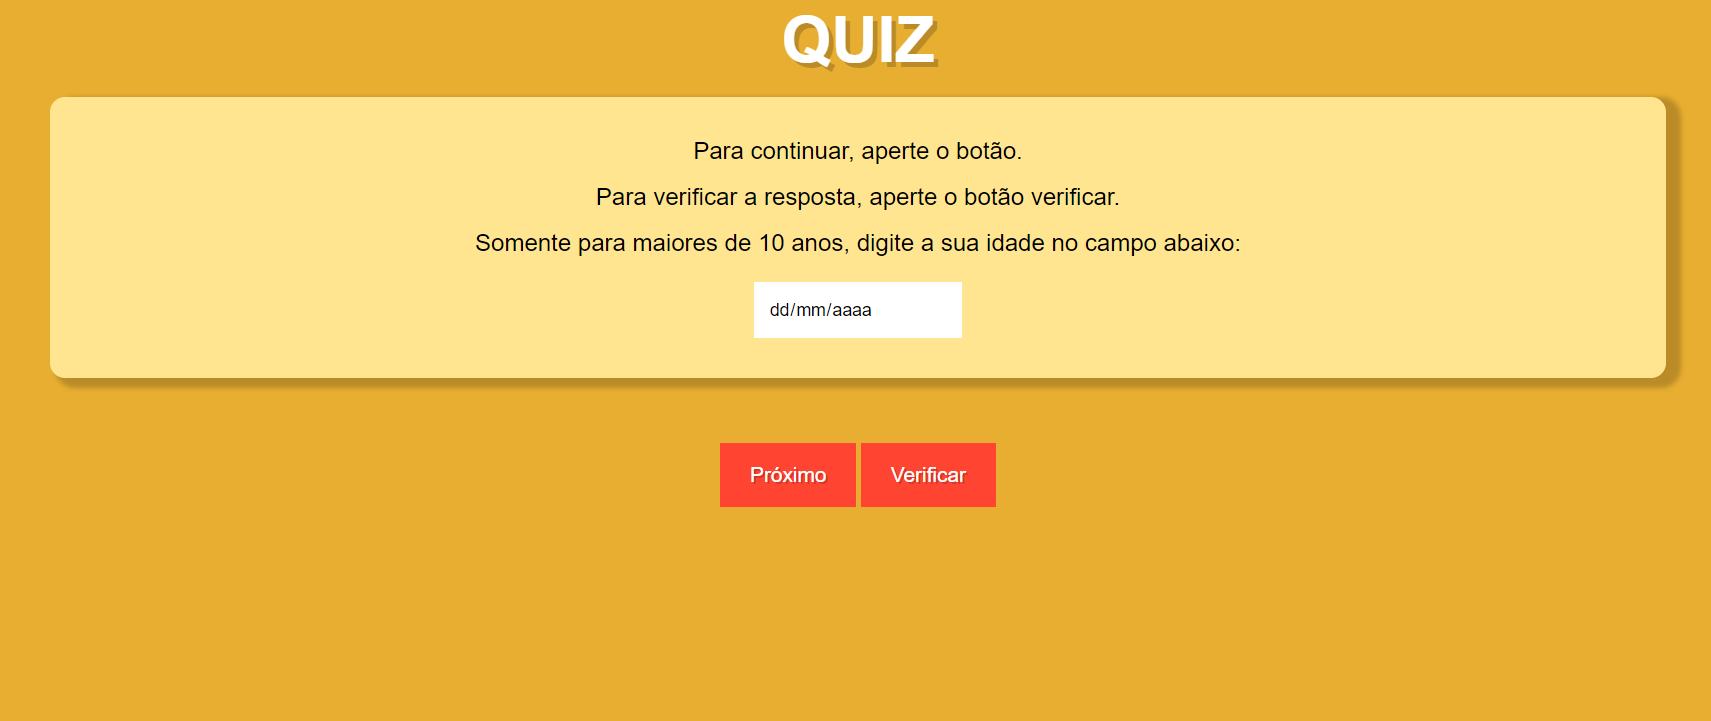 QUIZ
Para continuar, aperte o botão.
Para verificar a resposta, aperte o botão verificar.
Somente para maiores de 10 anos, digite a sua idade no campo abaixo:
dd/mm/aaaa
Próximo Verificar